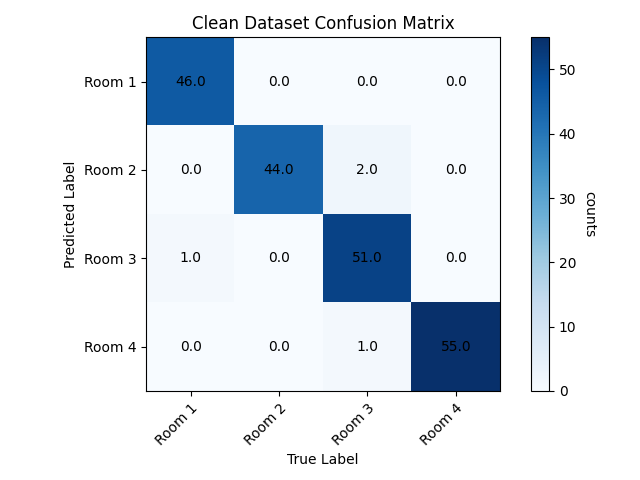 Clean Dataset Confusion Matrix
Predicted Label
Room 1 46.0 0.0 0.0 0.0
Room 2 0.0 44.0 2.0 0.0
Room 3 1.0 0.0 51.0 0.0
Room 4 0.0 0.0 1.0 55.0
Room 1 Room 2 Room 3 Room 4
True Label
50
40
30
20
10
0
counts